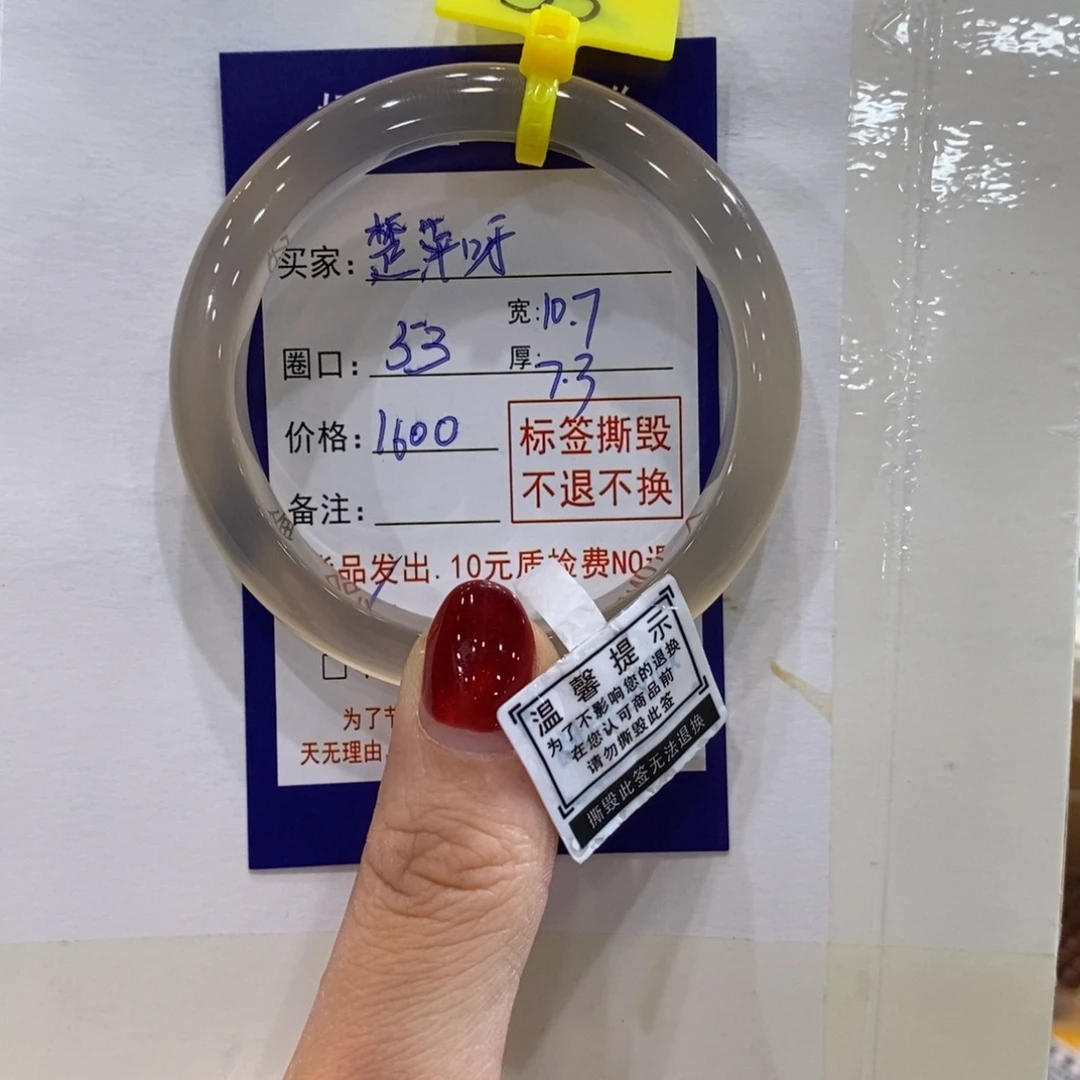 买家: 楚萍呀
宽: 10.7
圈口: 53
厚: 7.3
价格: 1600
标签撕毁
不退不换
备注:
品发出.10元质检费NO退
为了节
天无理由
温馨提示
为了不影响您的退换
在您认可商品前
请勿撕毁此签
撕毁此签无法退换